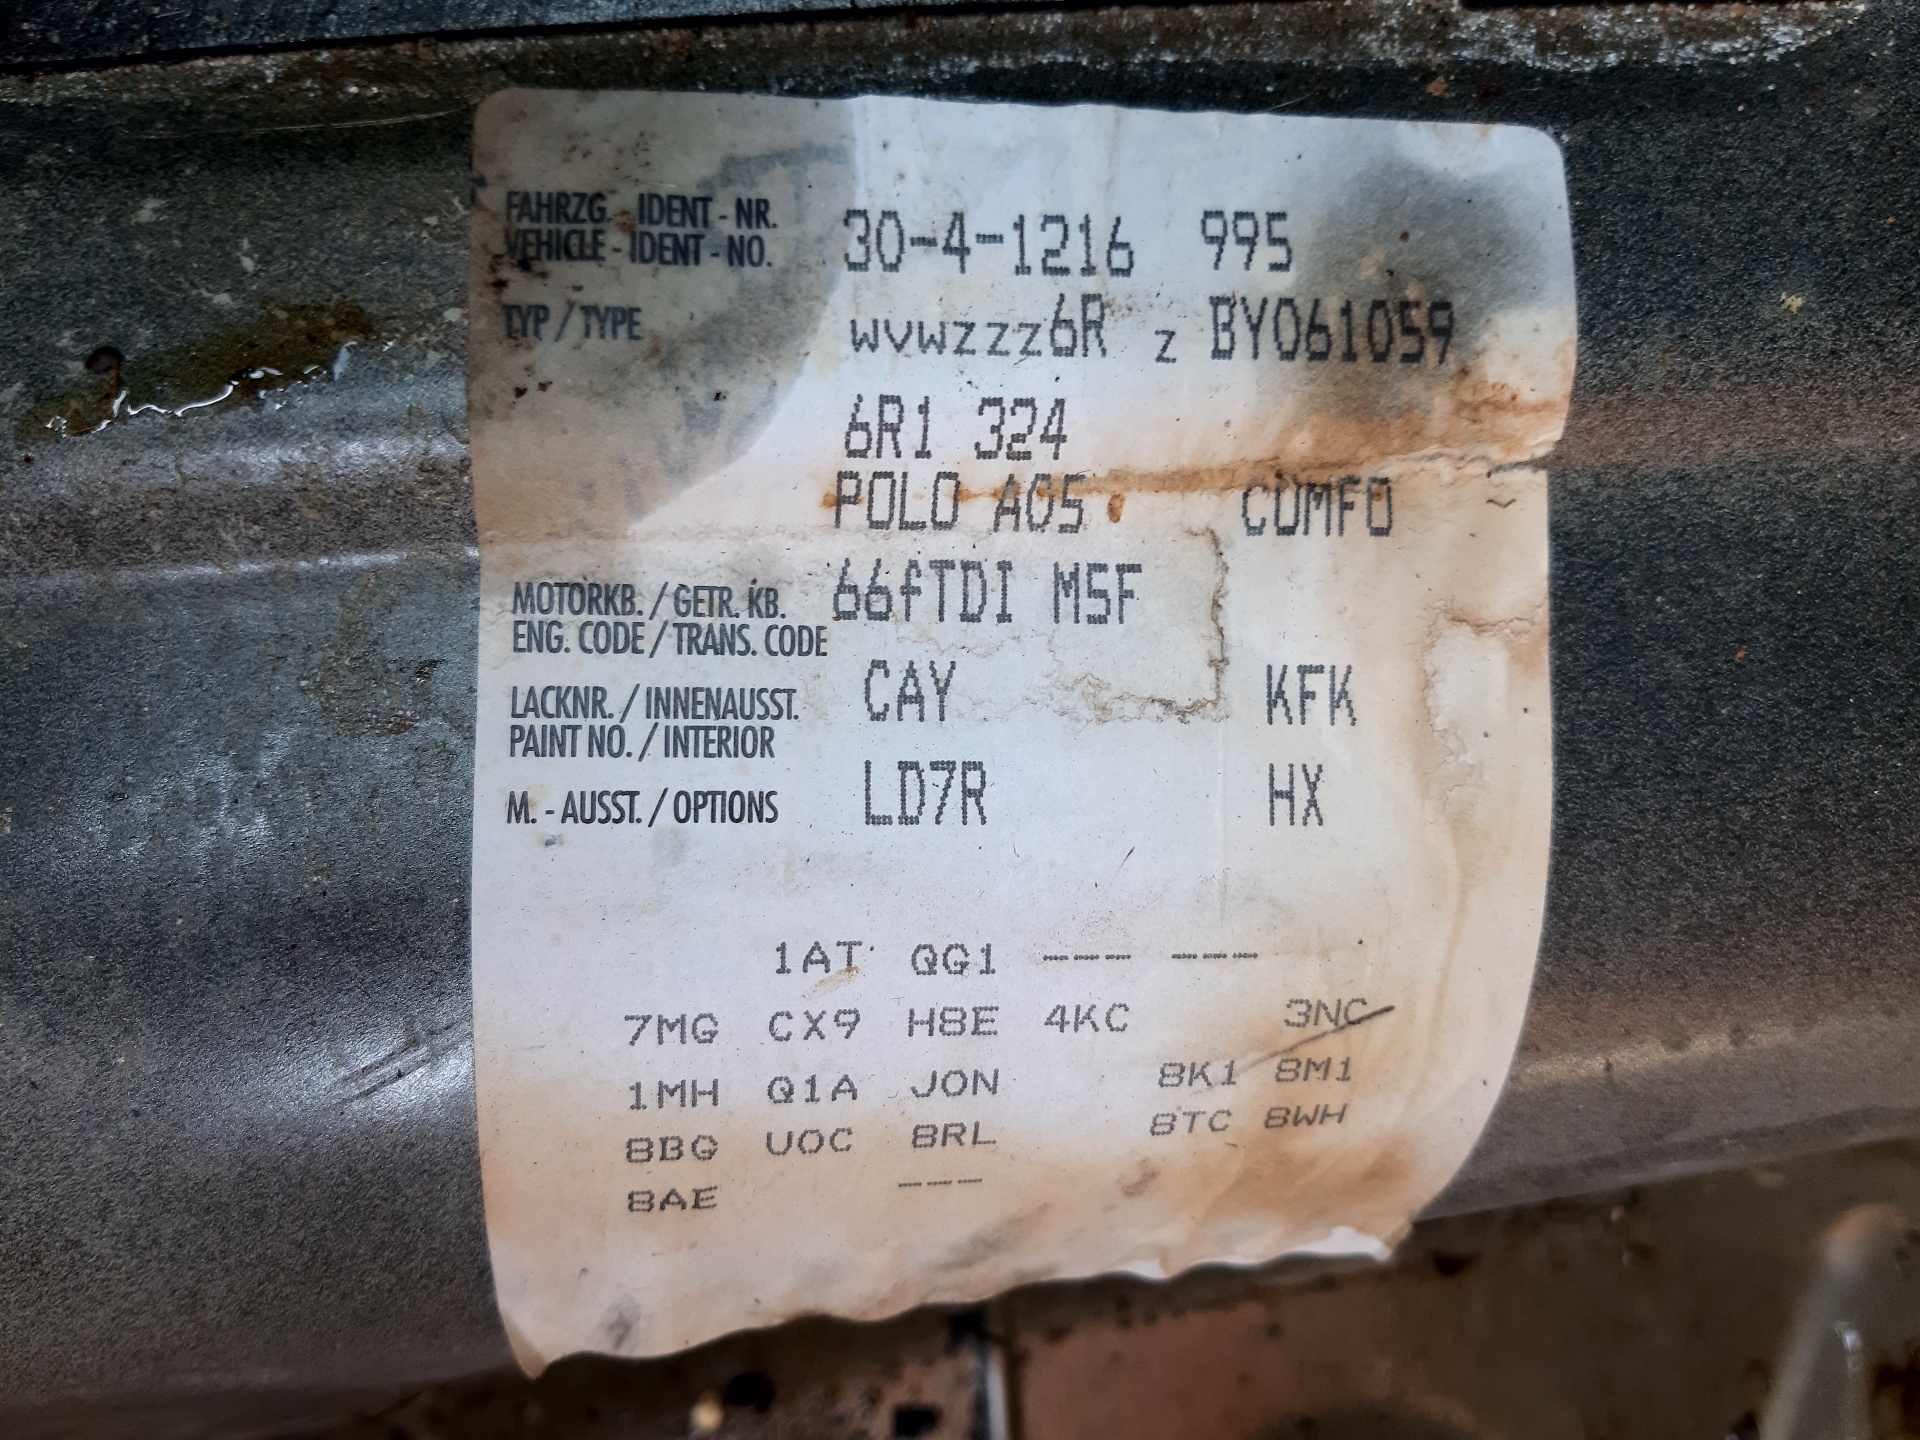 FAHRZG. - IDENT - NR. 30-4-1216 995
VEHICLE - IDENT - NO.
TYP / TYPE WVWZZZ6R Z BY061059
6R1 324
POLO A05 COMFO
MOTORKB. / GETR. KB. 66fTDI M5F
ENG. CODE / TRANS. CODE
LACKNR. / INNENAUSST. CAY KFK
PAINT NO. / INTERIOR
M. - AUSST. / OPTIONS LD7R HX
1AT QG1 --- ---
7MG CX9 H8E 4KC 3NC
1MH Q1A J0N 8K1 8M1
8BG U0C 8RL 8TC 8WH
8AE ---